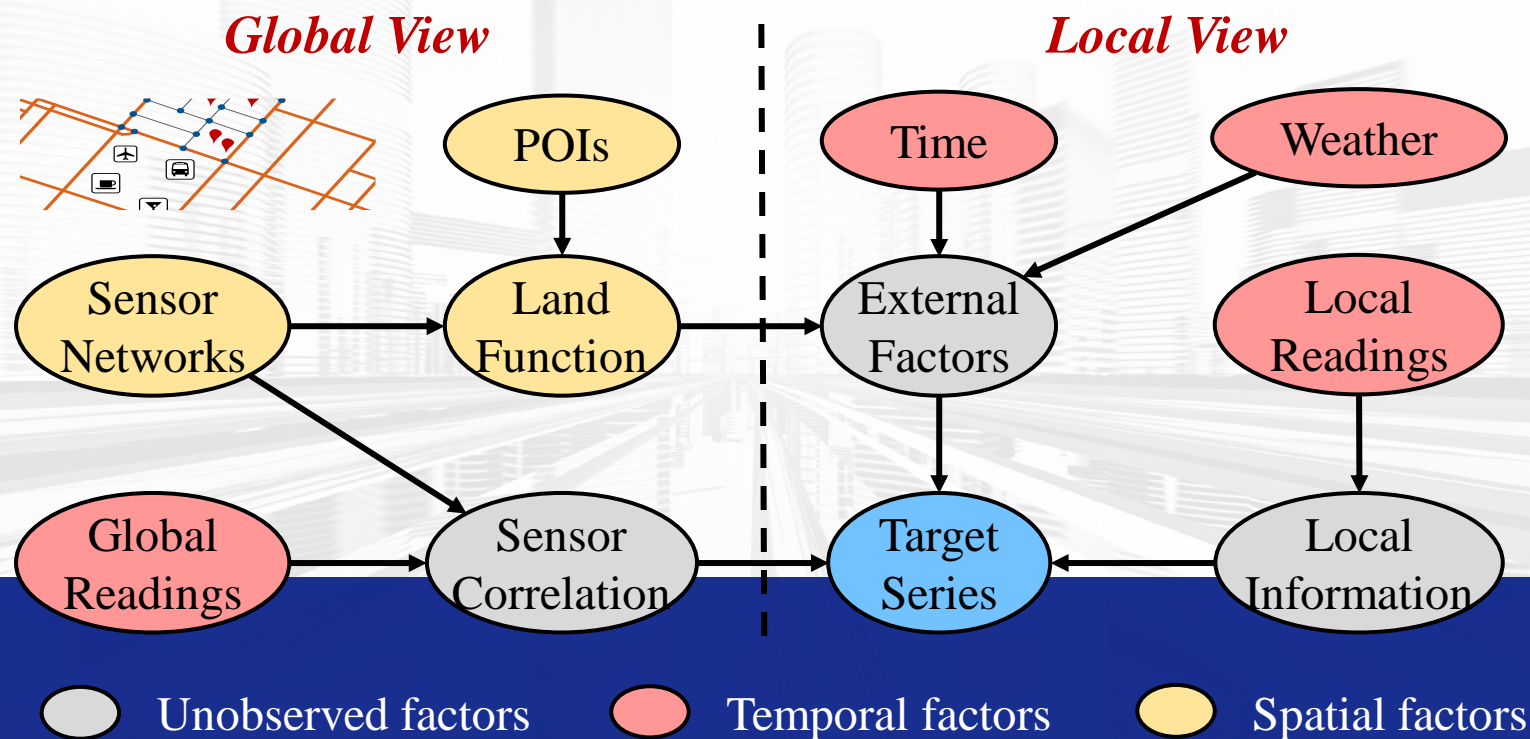 Global View
Local View
POIs
Time
Weather
Sensor
Networks
Land
Function
External
Factors
Local
Readings
Global
Readings
Sensor
Correlation
Target
Series
Local
Information
Unobserved factors
Temporal factors
Spatial factors